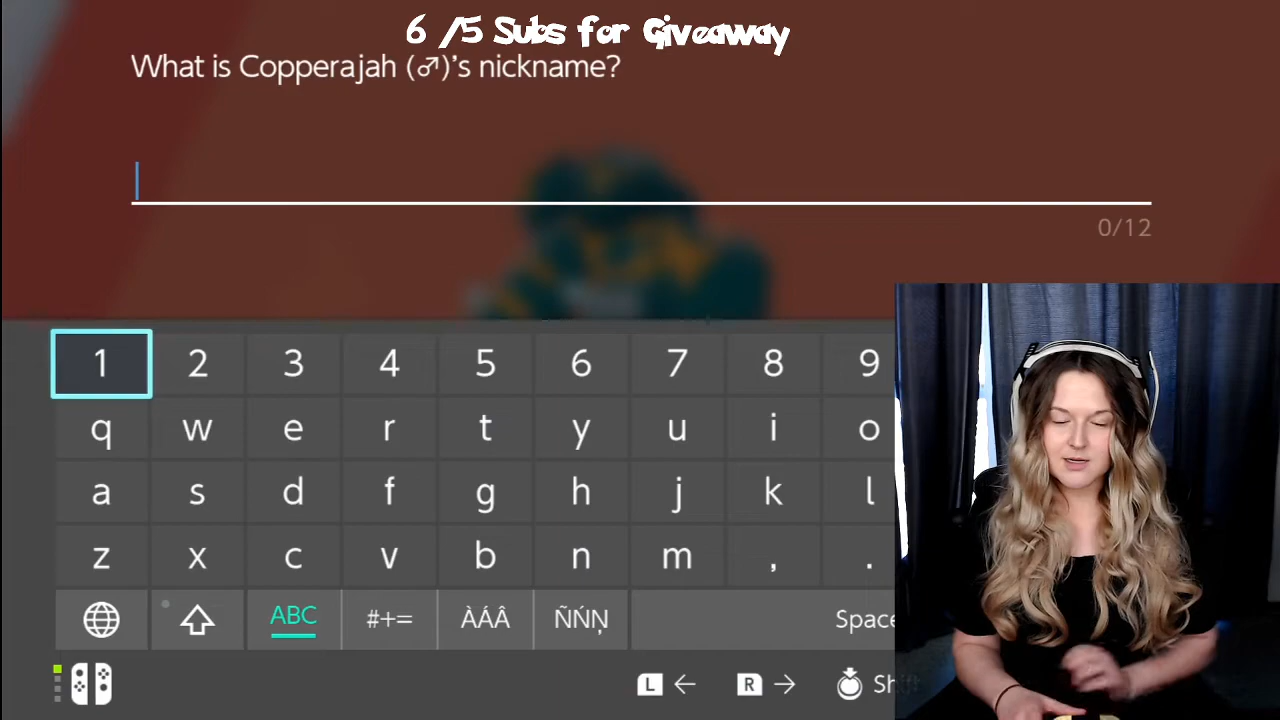 6 /5 Subs for Giveaway
What is Copperajah (♂)'s nickname?
0/12
1 2 3 4 5 6 7 8 9
q w e r t y u i o
a s d f g h j k l
z x c v b n m , .
ABC #+= ÀÁÂ ÑŃŅ Space
L ← R → Shift